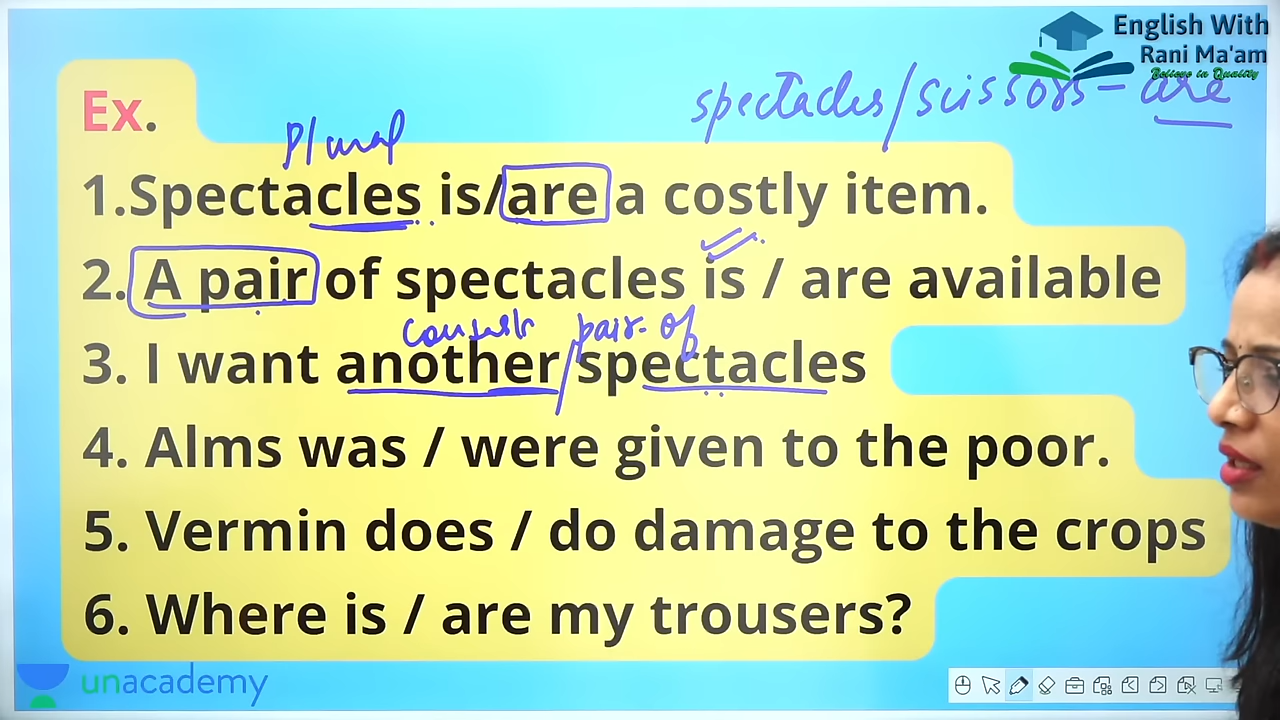 English With
Rani Ma'am
Believe in Quality
spectacles/scissors - are
Ex.
Plural
1.Spectacles is/are a costly item.
2. A pair of spectacles is / are available
pair of
3. I want another/spectacles
4. Alms was / were given to the poor.
5. Vermin does / do damage to the crops
6. Where is / are my trousers?
unacademy